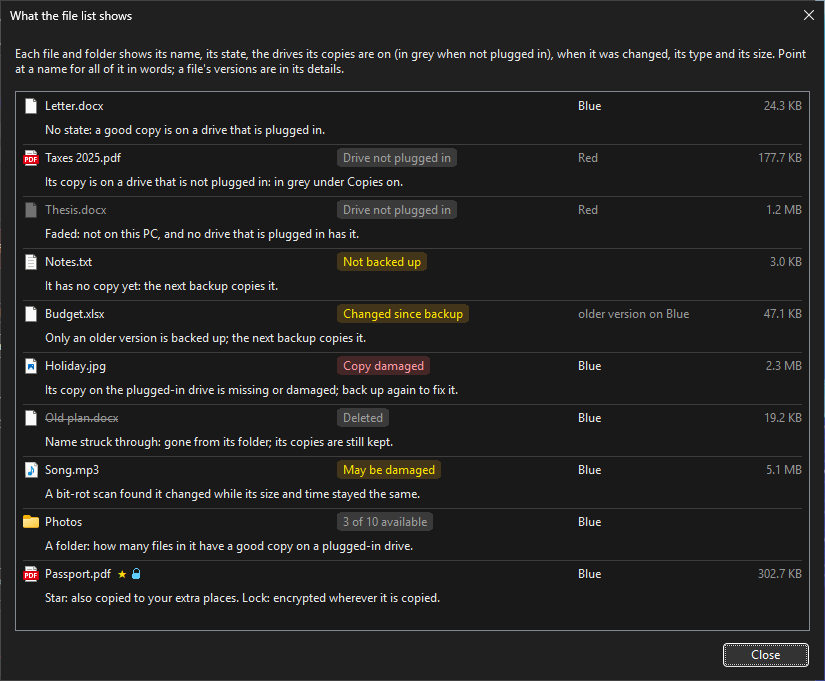 What the file list shows
Each file and folder shows its name, its state, the drives its copies are on (in grey when not plugged in), when it was changed, its type and its size. Point
at a name for all of it in words; a file's versions are in its details.
Letter.docx Blue 24.3 KB
No state: a good copy is on a drive that is plugged in.
PDF Taxes 2025.pdf Drive not plugged in Red 177.7 KB
Its copy is on a drive that is not plugged in: in grey under Copies on.
Thesis.docx Drive not plugged in Red 1.2 MB
Faded: not on this PC, and no drive that is plugged in has it.
Notes.txt Not backed up 3.0 KB
It has no copy yet: the next backup copies it.
Budget.xlsx Changed since backup older version on Blue 47.1 KB
Only an older version is backed up; the next backup copies it.
Holiday.jpg Copy damaged Blue 2.3 MB
Its copy on the plugged-in drive is missing or damaged; back up again to fix it.
Old plan.docx Deleted Blue 19.2 KB
Name struck through: gone from its folder; its copies are still kept.
Song.mp3 May be damaged Blue 5.1 MB
A bit-rot scan found it changed while its size and time stayed the same.
Photos 3 of 10 available Blue
A folder: how many files in it have a good copy on a plugged-in drive.
PDF Passport.pdf Blue 302.7 KB
Star: also copied to your extra places. Lock: encrypted wherever it is copied.
Close